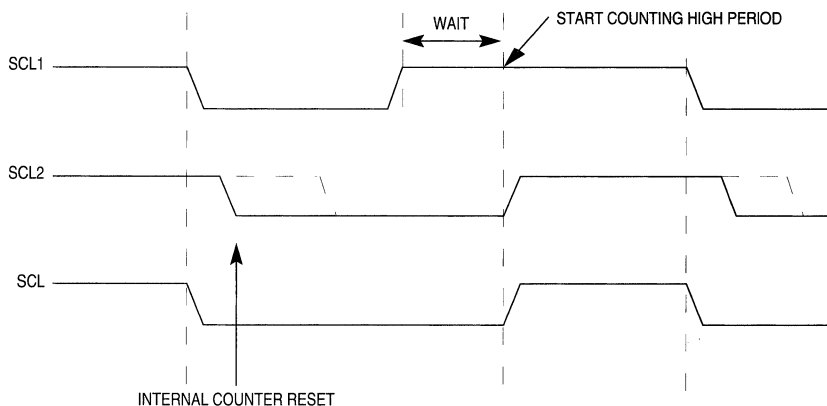 WAIT
START COUNTING HIGH PERIOD
SCL1
SCL2
SCL
INTERNAL COUNTER RESET